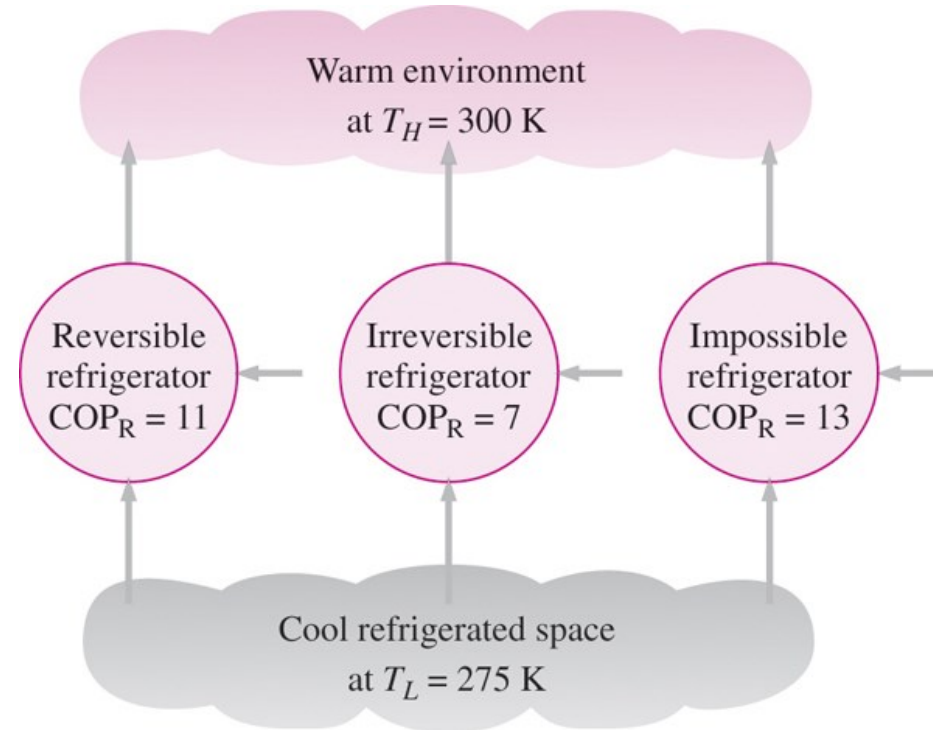 Warm environment
at T_H = 300 K
Reversible
refrigerator
COP_R = 11
Irreversible
refrigerator
COP_R = 7
Impossible
refrigerator
COP_R = 13
Cool refrigerated space
at T_L = 275 K